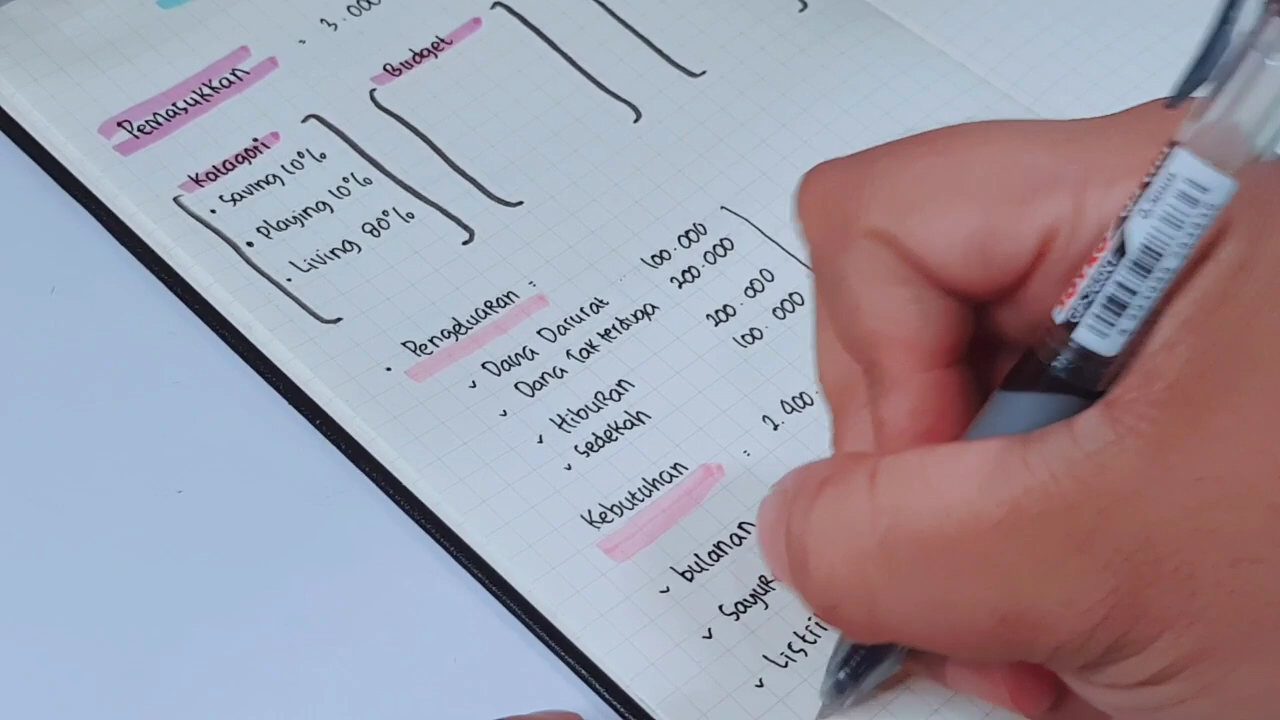 Pemasukkan : 3.000
Katagori
• Saving 10%
• Playing 10%
• Living 80%
Budget
• Pengeluaran :
✓ Dana Darurat 100.000
✓ Dana Tak terduga 200.000
✓ Hiburan 200.000
✓ Sedekah 100.000
Kebutuhan : 2.400.
✓ bulanan
✓ Sayur
✓ Listri